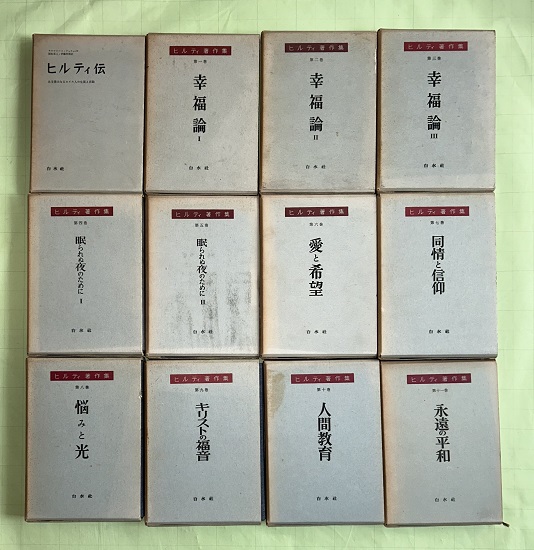 ヒルティ伝
白水社
ヒルティ著作集
第一巻
幸福論
I
白水社
ヒルティ著作集
第二巻
幸福論
II
白水社
ヒルティ著作集
第三巻
幸福論
III
白水社
ヒルティ著作集
第四巻
眠られぬ夜のために
I
白水社
ヒルティ著作集
第五巻
眠られぬ夜のために
II
白水社
ヒルティ著作集
第六巻
愛と希望
白水社
ヒルティ著作集
第七巻
同情と信仰
白水社
ヒルティ著作集
第八巻
悩みと光
白水社
ヒルティ著作集
第九巻
キリストの福音
白水社
ヒルティ著作集
第十巻
人間教育
白水社
ヒルティ著作集
第十一巻
永遠の平和
白水社